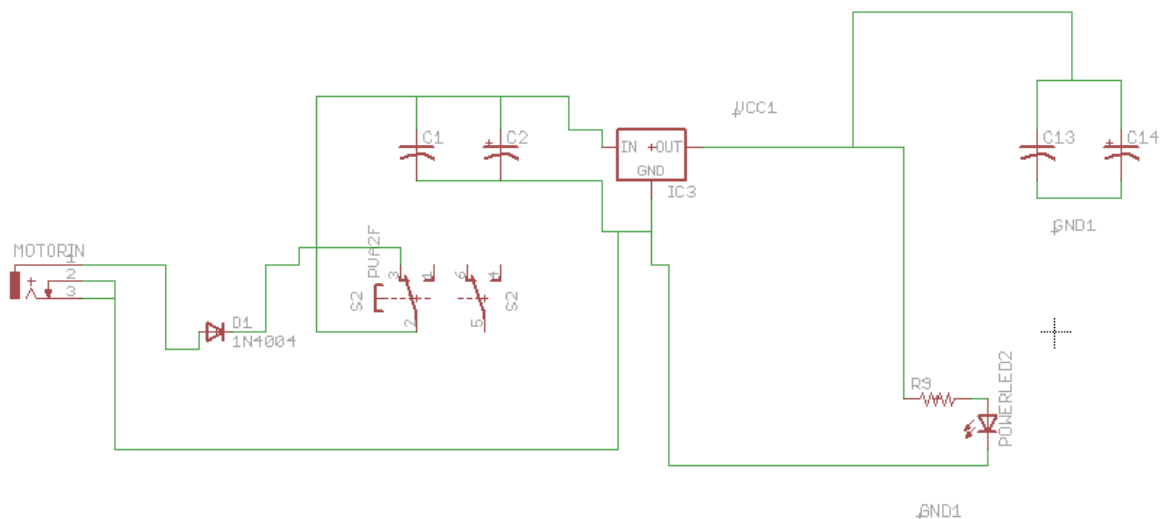 VCC1
C1
C2
C13
C14
IN +OUT
GND
IC3
GND1
MOTORIN
1
2
3
PVA2F
3
1
6
4
S2
S2
2
5
D1
1N4004
R9
POWERLED2
GND1